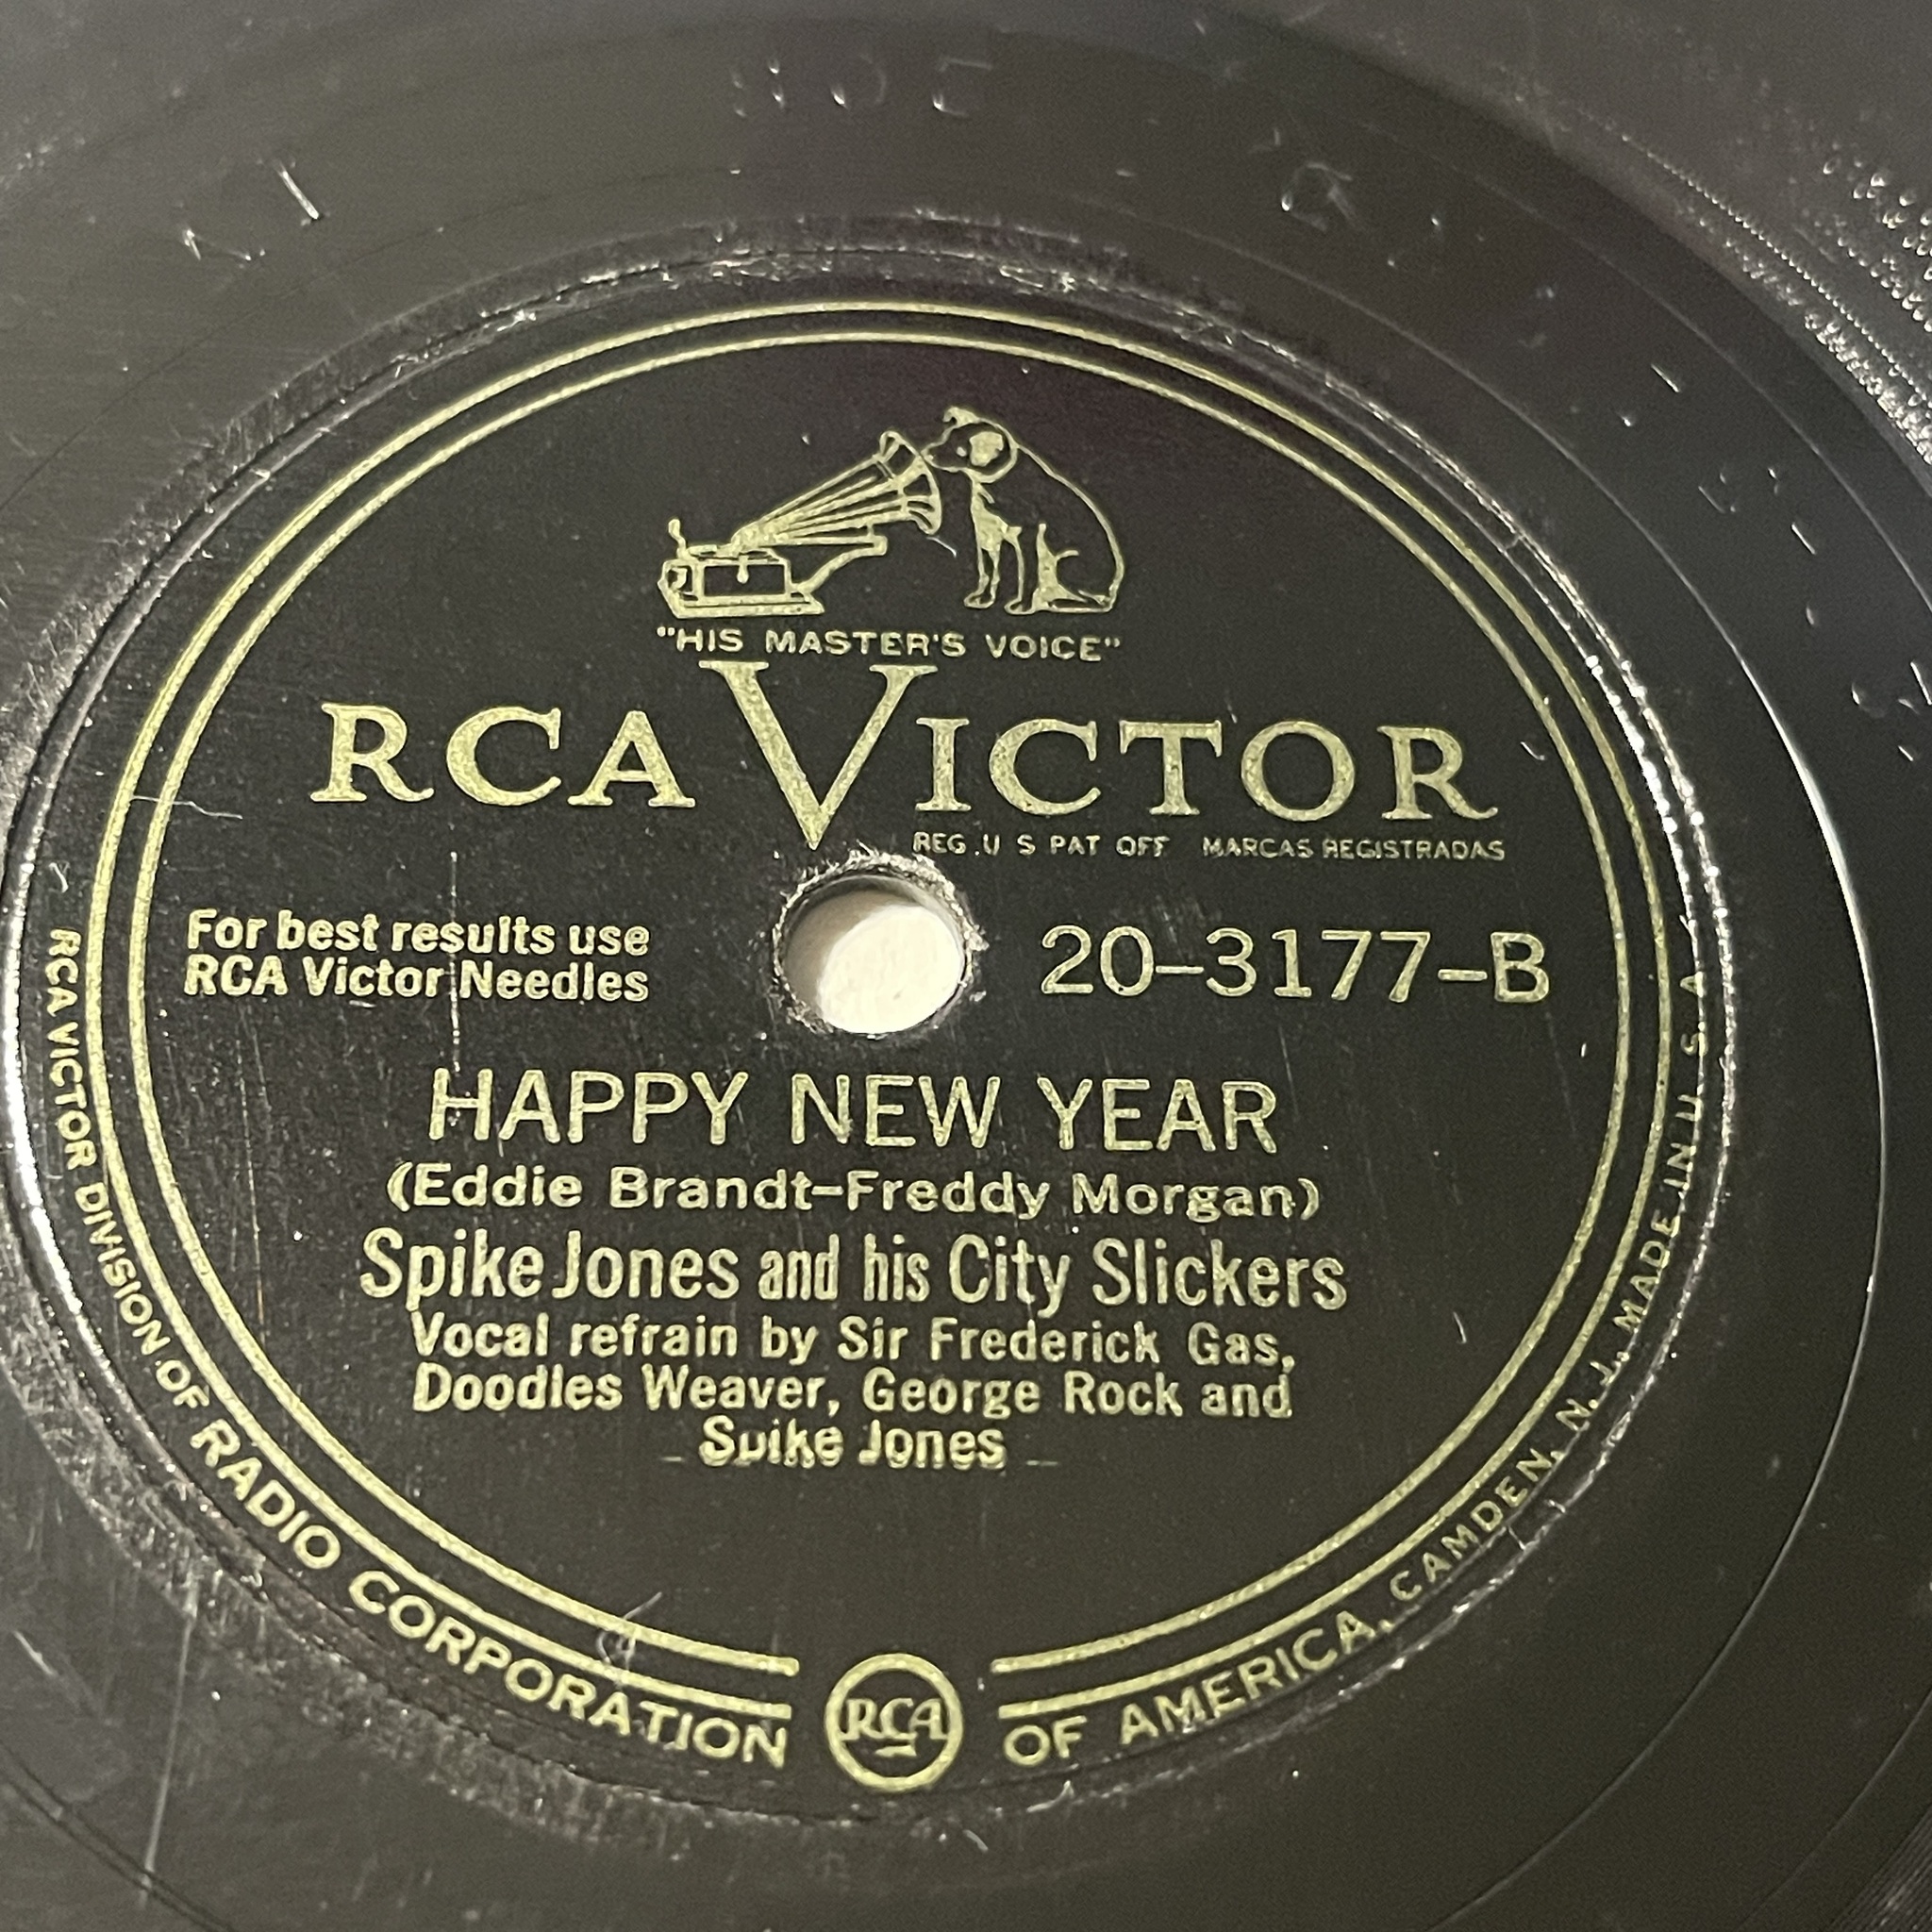 "HIS MASTER'S VOICE"
RCA VICTOR
REG. U S PAT OFF MARCAS REGISTRADAS
For best results use
RCA Victor Needles
20-3177-B
HAPPY NEW YEAR
(Eddie Brandt-Freddy Morgan)
Spike Jones and his City Slickers
Vocal refrain by Sir Frederick Gas,
Doodles Weaver, George Rock and
Spike Jones
RCA VICTOR DIVISION OF RADIO CORPORATION OF AMERICA, CAMDEN, N.J. MADE IN U.S.A.
RCA